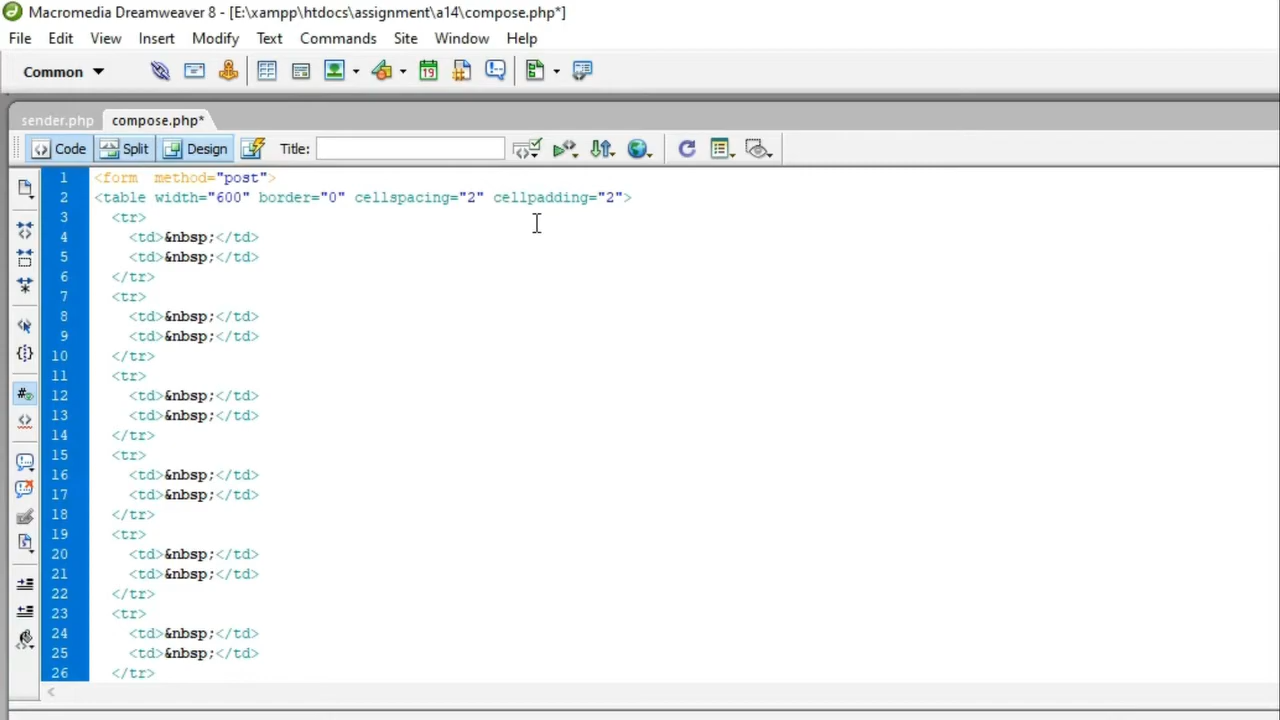 Macromedia Dreamweaver 8 - [E:\xampp\htdocs\assignment\a14\compose.php*]
File Edit View Insert Modify Text Commands Site Window Help
Common
19
sender.php compose.php*
Code Split Design Title:
1 <form  method="post">
2 <table width="600" border="0" cellspacing="2" cellpadding="2">
3 <tr>
4 <td>&nbsp;</td>
5 <td>&nbsp;</td>
6 </tr>
7 <tr>
8 <td>&nbsp;</td>
9 <td>&nbsp;</td>
10 </tr>
11 <tr>
12 <td>&nbsp;</td>
13 <td>&nbsp;</td>
14 </tr>
15 <tr>
16 <td>&nbsp;</td>
17 <td>&nbsp;</td>
18 </tr>
19 <tr>
20 <td>&nbsp;</td>
21 <td>&nbsp;</td>
22 </tr>
23 <tr>
24 <td>&nbsp;</td>
25 <td>&nbsp;</td>
26 </tr>